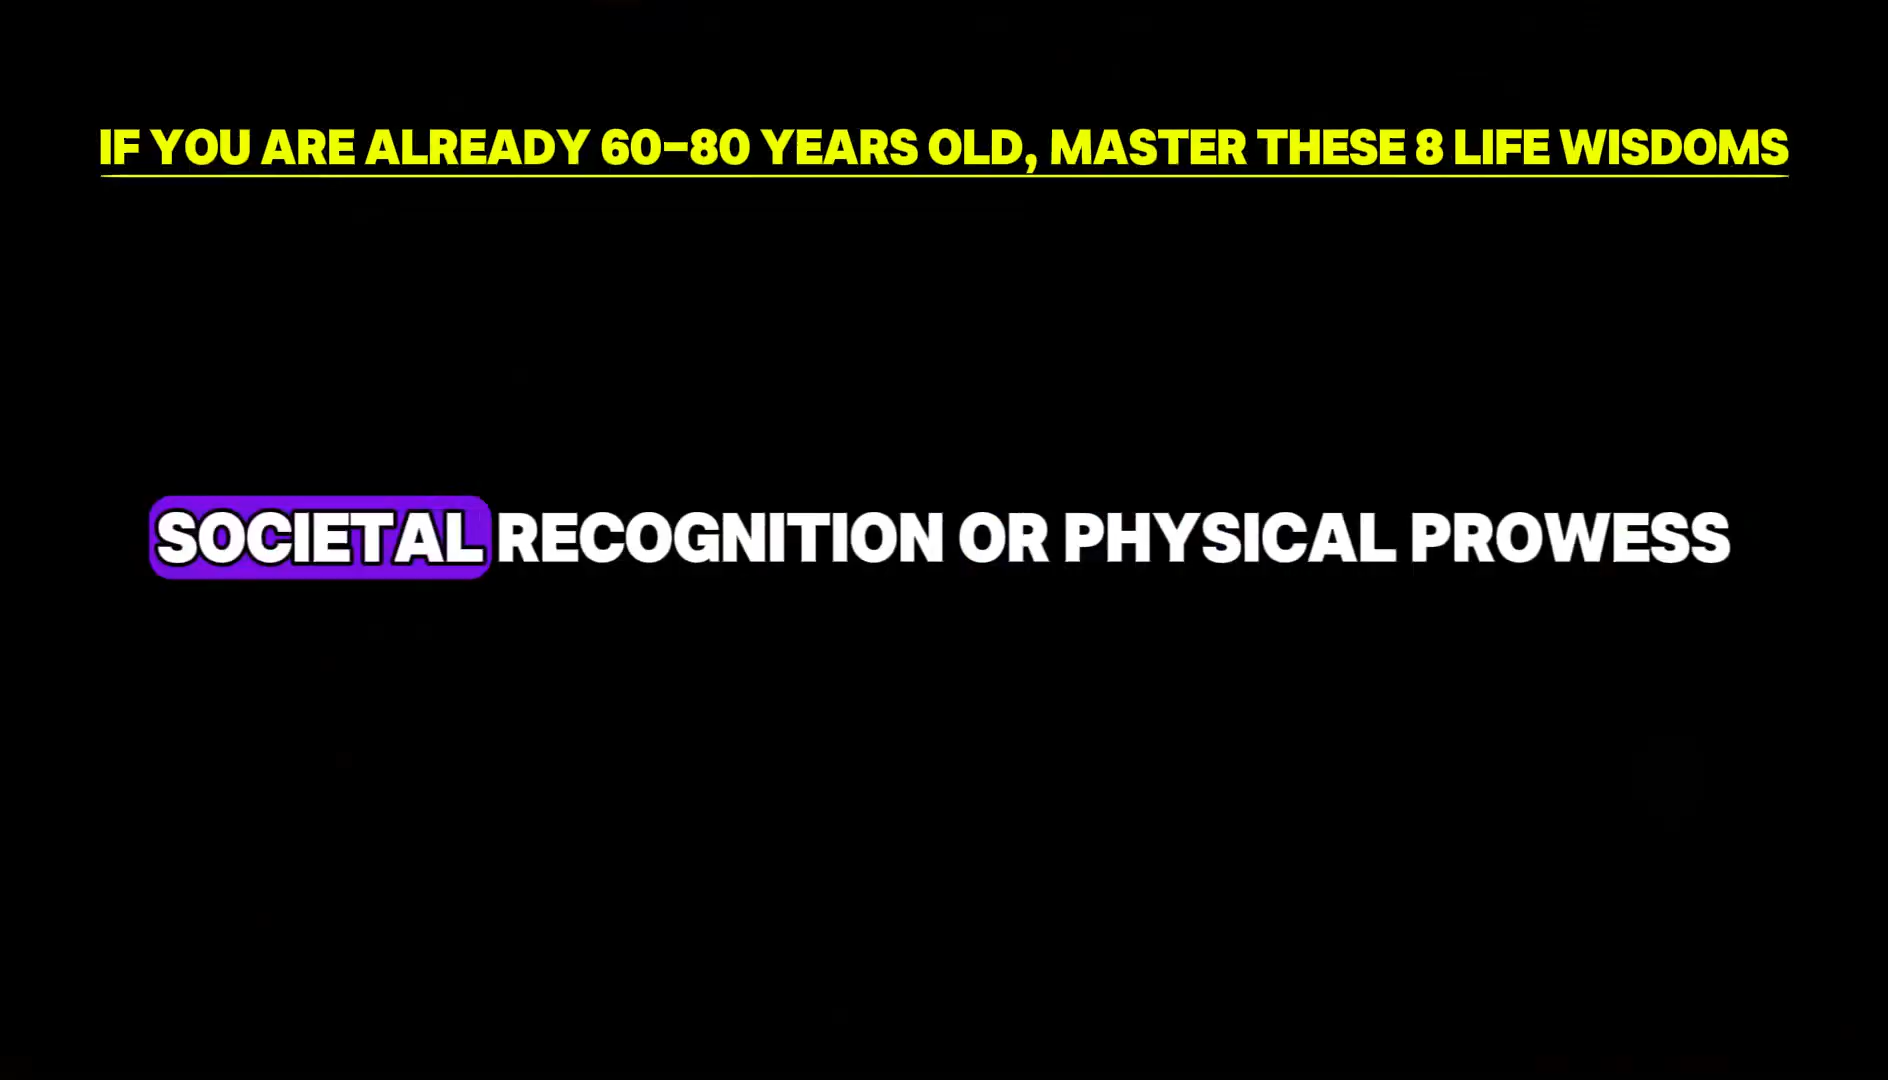 IF YOU ARE ALREADY 60-80 YEARS OLD, MASTER THESE 8 LIFE WISDOMS
SOCIETAL RECOGNITION OR PHYSICAL PROWESS